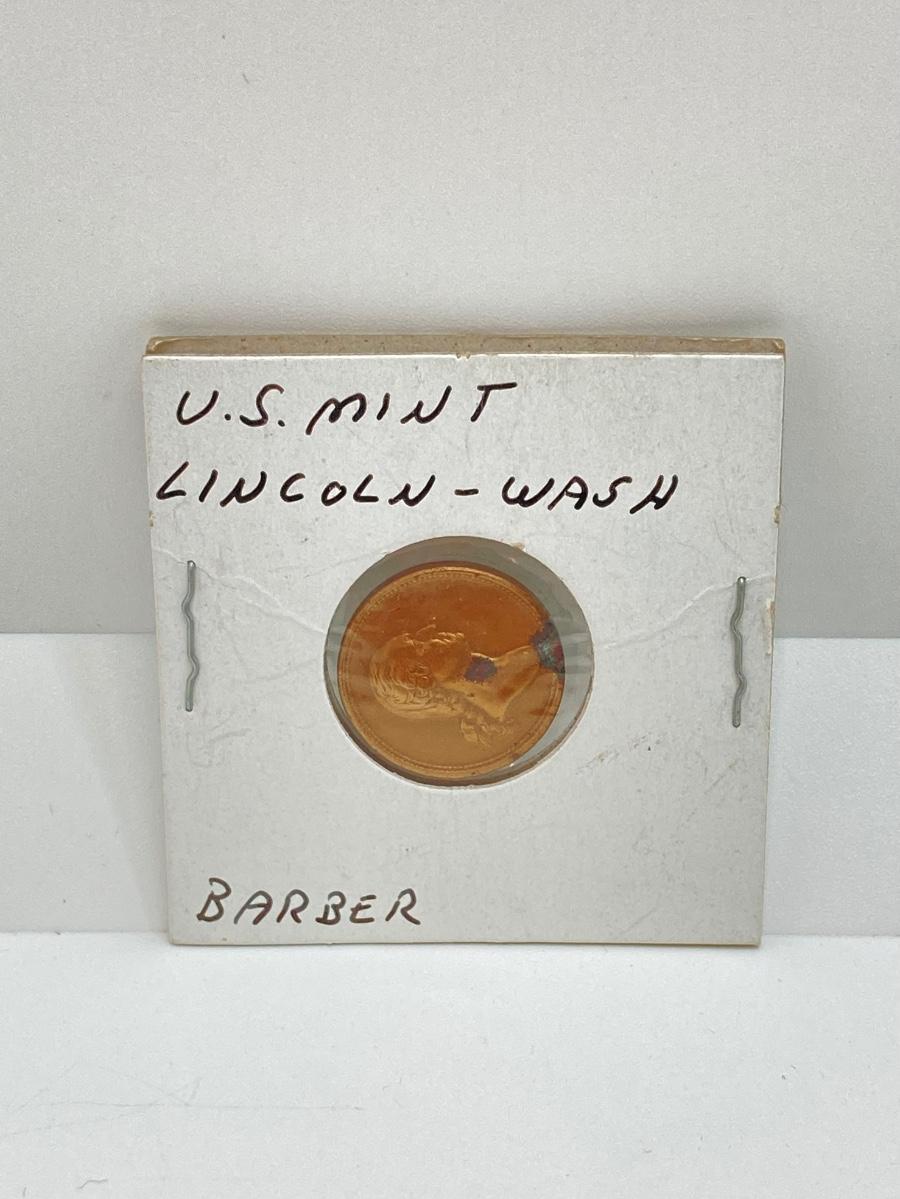 U.S. MINT
LINCOLN - WASH
BARBER